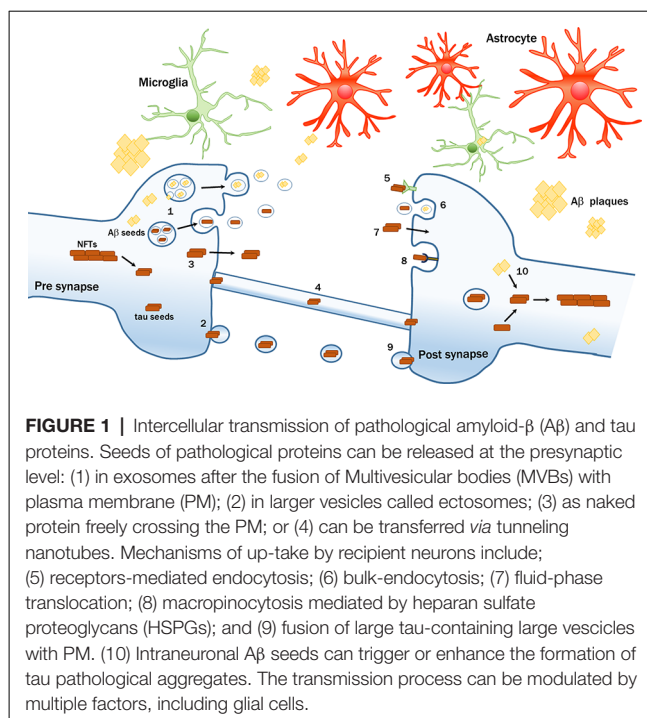 Astrocyte
Microglia
5
1
6
Aβ plaques
Aβ seeds
7
NFTs
3
8
10
Pre synapse
4
tau seeds
2
9
Post synapse
FIGURE 1 | Intercellular transmission of pathological amyloid-β (Aβ) and tau
proteins. Seeds of pathological proteins can be released at the presynaptic
level: (1) in exosomes after the fusion of Multivesicular bodies (MVBs) with
plasma membrane (PM); (2) in larger vesicles called ectosomes; (3) as naked
protein freely crossing the PM; or (4) can be transferred via tunneling
nanotubes. Mechanisms of up-take by recipient neurons include;
(5) receptors-mediated endocytosis; (6) bulk-endocytosis; (7) fluid-phase
translocation; (8) macropinocytosis mediated by heparan sulfate
proteoglycans (HSPGs); and (9) fusion of large tau-containing large vescicles
with PM. (10) Intraneuronal Aβ seeds can trigger or enhance the formation of
tau pathological aggregates. The transmission process can be modulated by
multiple factors, including glial cells.